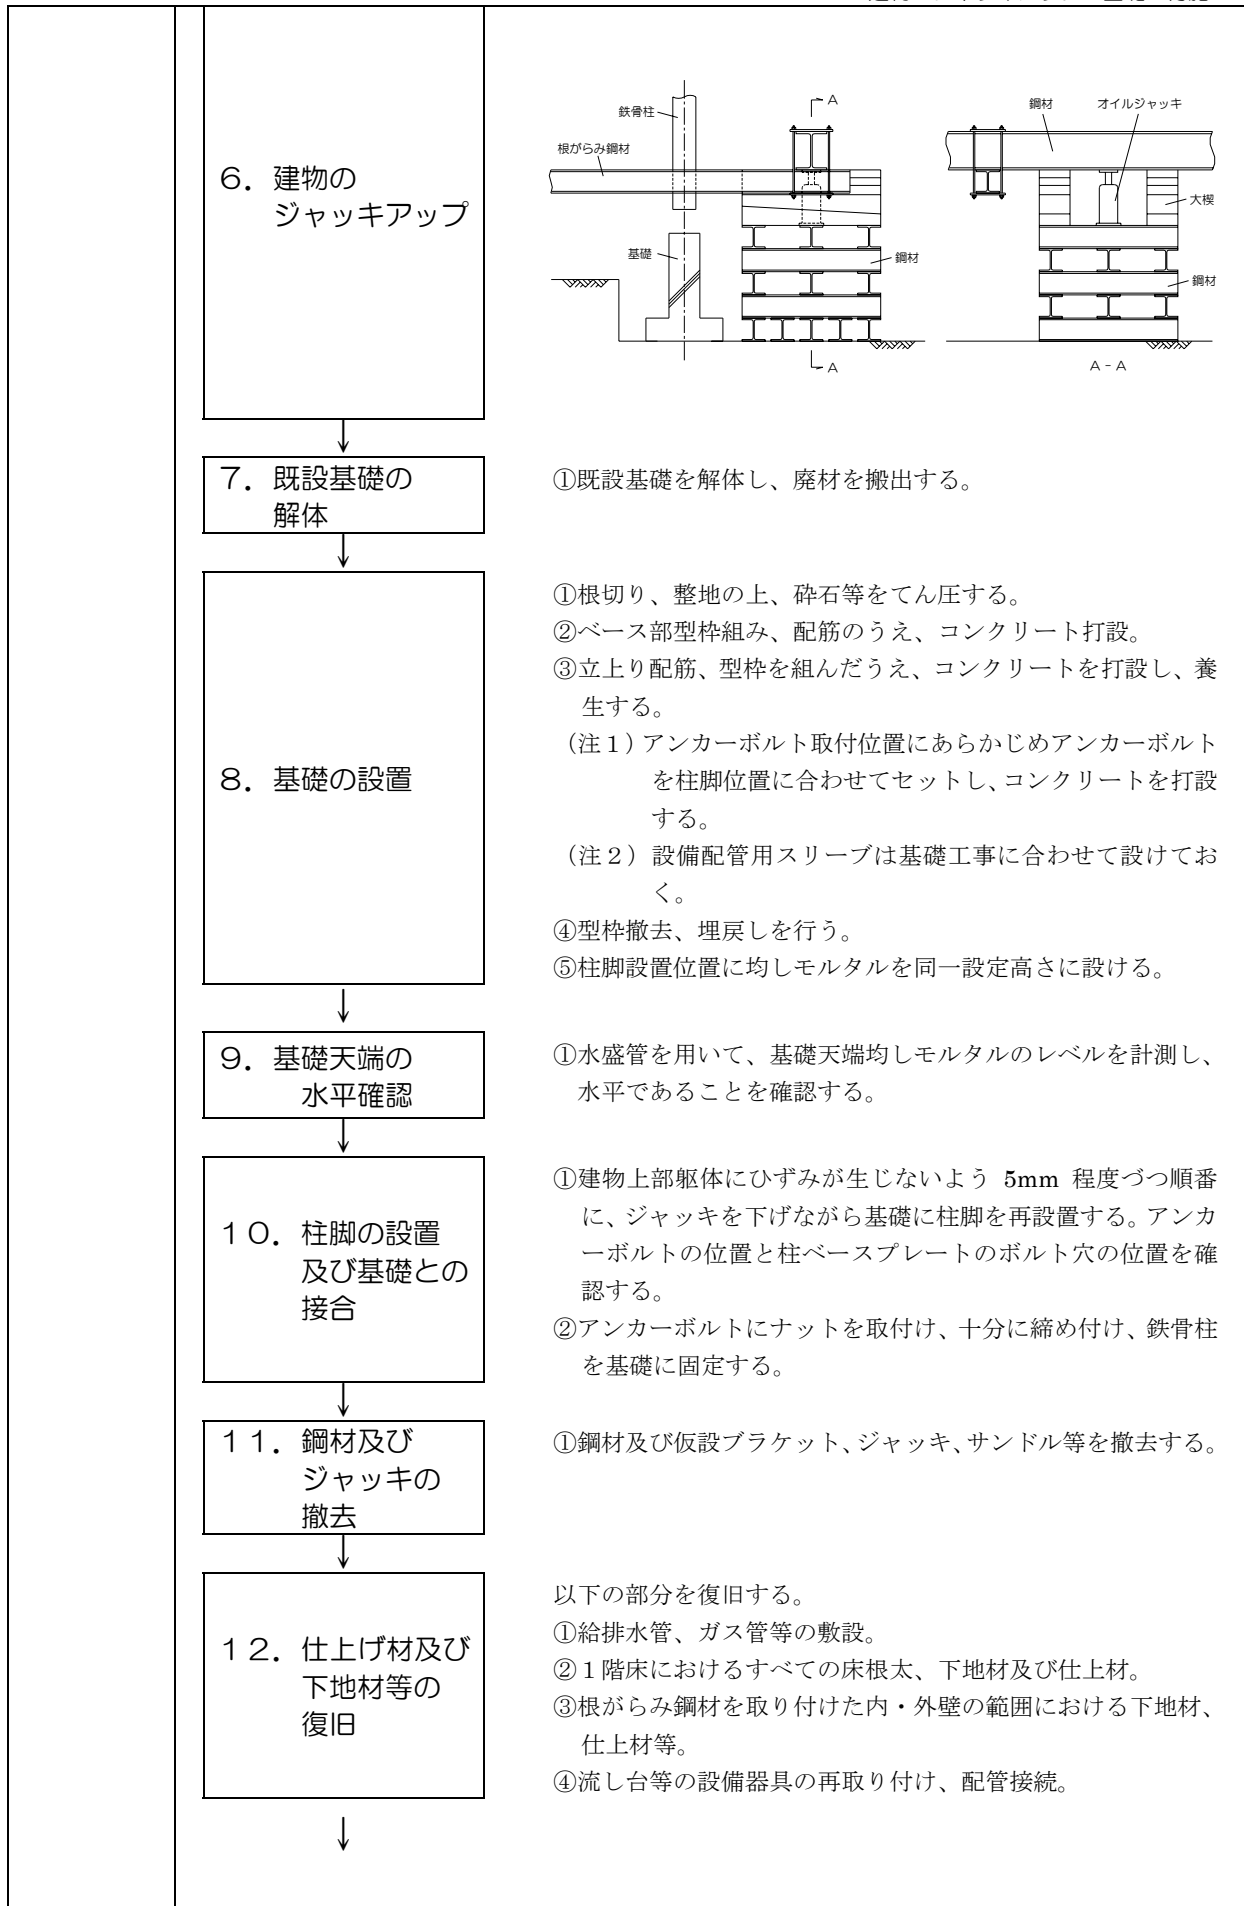 ６．建物の
ジャッキアップ
鉄骨柱
根がらみ鋼材
基礎
鋼材
A
A
鋼材
オイルジャッキ
大楔
鋼材
A - A
７．既設基礎の
解体
①既設基礎を解体し、廃材を搬出する。
８．基礎の設置
①根切り、整地の上、砕石等をてん圧する。
②ベース部型枠組み、配筋のうえ、コンクリート打設。
③立上り配筋、型枠を組んだうえ、コンクリートを打設し、養
生する。
（注１）アンカーボルト取付位置にあらかじめアンカーボルト
を柱脚位置に合わせてセットし、コンクリートを打設
する。
（注２）設備配管用スリーブは基礎工事に合わせて設けてお
く。
④型枠撤去、埋戻しを行う。
⑤柱脚設置位置に均しモルタルを同一設定高さに設ける。
９．基礎天端の
水平確認
①水盛管を用いて、基礎天端均しモルタルのレベルを計測し、
水平であることを確認する。
１０．柱脚の設置
及び基礎との
接合
①建物上部躯体にひずみが生じないよう 5mm 程度づつ順番
に、ジャッキを下げながら基礎に柱脚を再設置する。アンカ
ーボルトの位置と柱ベースプレートのボルト穴の位置を確
認する。
②アンカーボルトにナットを取付け、十分に締め付け、鉄骨柱
を基礎に固定する。
１１．鋼材及び
ジャッキの
撤去
①鋼材及び仮設ブラケット、ジャッキ、サンドル等を撤去する。
１２．仕上げ材及び
下地材等の
復旧
以下の部分を復旧する。
①給排水管、ガス管等の敷設。
②１階床におけるすべての床根太、下地材及び仕上材。
③根がらみ鋼材を取り付けた内・外壁の範囲における下地材、
仕上材等。
④流し台等の設備器具の再取り付け、配管接続。